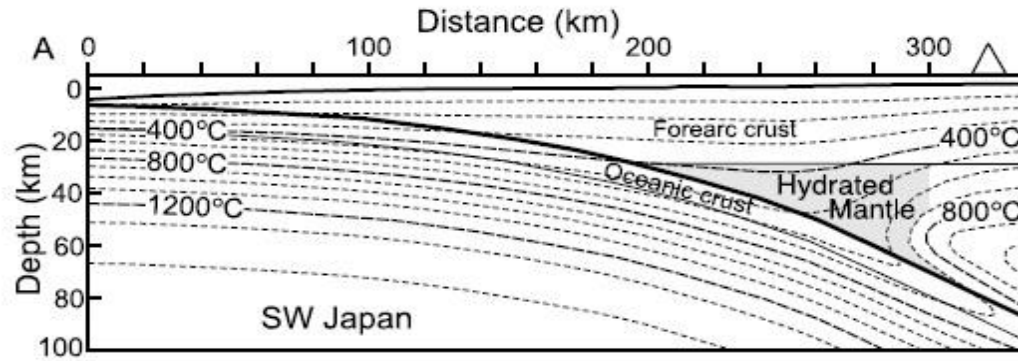 Distance (km)
A 0 100 200 300
0
20
40
60
80
100
Depth (km)
400°C
800°C
1200°C
Forearc crust
400°C
Oceanic crust
Hydrated
Mantle
800°C
SW Japan